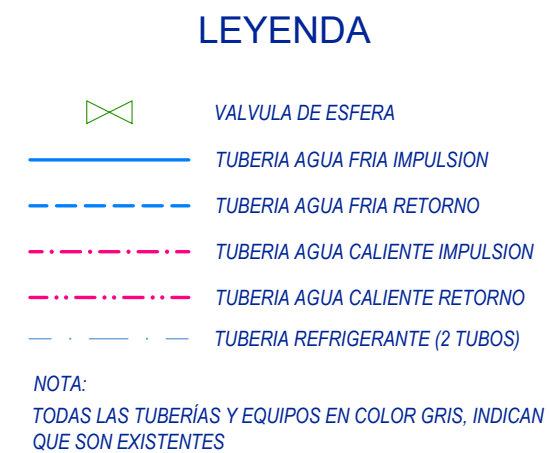 LEYENDA
VALVULA DE ESFERA
TUBERIA AGUA FRIA IMPULSION
TUBERIA AGUA FRIA RETORNO
TUBERIA AGUA CALIENTE IMPULSION
TUBERIA AGUA CALIENTE RETORNO
TUBERIA REFRIGERANTE (2 TUBOS)
NOTA:
TODAS LAS TUBERÍAS Y EQUIPOS EN COLOR GRIS, INDICAN
QUE SON EXISTENTES